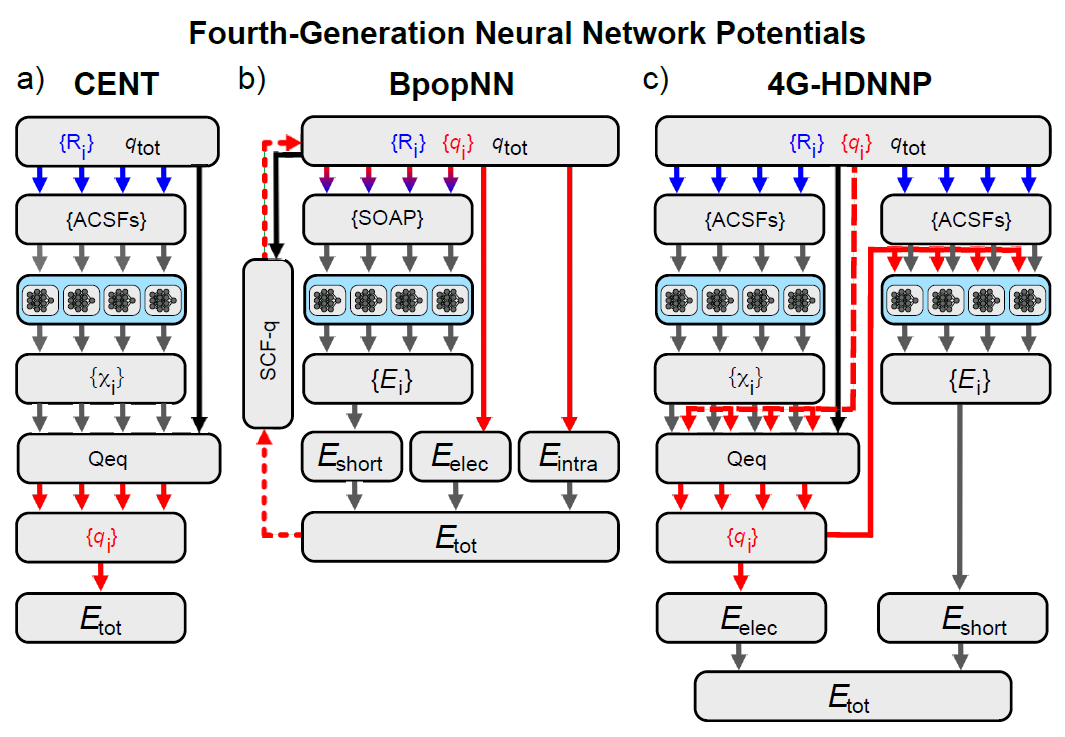 Fourth-Generation Neural Network Potentials
a) CENT
{Ri} qtot
{ACSFs}
{χi}
Qeq
{qi}
Etot
b) BpopNN
{Ri} {qi} qtot
{SOAP}
SCF-q
{Ei}
Eshort Eelec Eintra
Etot
c) 4G-HDNNP
{Ri} {qi} qtot
{ACSFs} {ACSFs}
{χi} {Ei}
Qeq
{qi}
Eelec Eshort
Etot